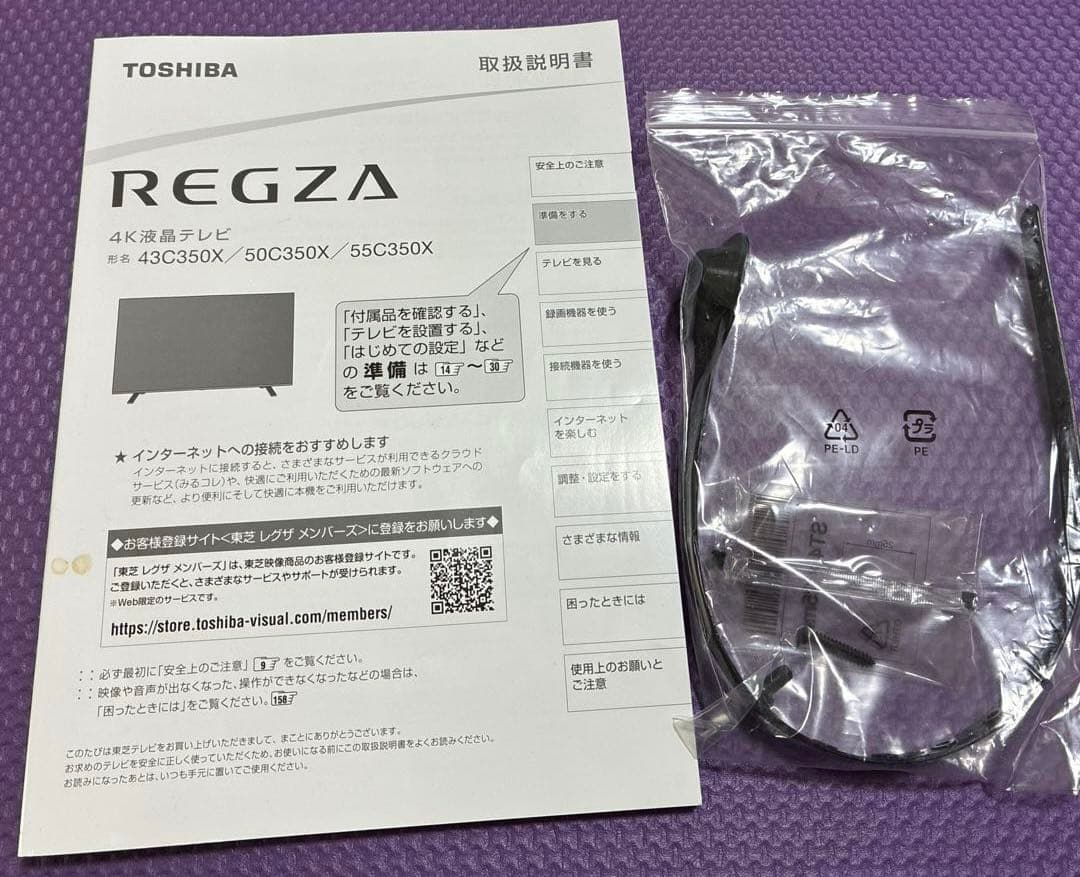 TOSHIBA
取扱説明書
REGZA
4K液晶テレビ
形名 43C350X／50C350X／55C350X
安全上のご注意
準備をする
テレビを見る
録画機器を使う
接続機器を使う
インターネット
を楽しむ
調整・設定をする
さまざまな情報
困ったときには
使用上のお願いと
ご注意
「付属品を確認する」、
「テレビを設置する」、
「はじめての設定」など
の 準備 は 14 ～ 30
をご覧ください。
★ インターネットへの接続をおすすめします
インターネットに接続すると、さまざまなサービスが利用できるクラウド
サービス(みるコレ)や、快適にご利用いただくための最新ソフトウェアへの
更新など、より便利にそして快適に本機をご利用いただけます。
◆お客様登録サイト<東芝 レグザ メンバーズ>に登録をお願いします◆
「東芝 レグザ メンバーズ」は、東芝映像商品のお客様登録サイトです。
ご登録いただくと、さまざまなサービスやサポートが受けられます。
※Web限定のサービスです。
https://store.toshiba-visual.com/members/
：：必ず最初に「安全上のご注意」 9 をご覧ください。
：：映像や音声が出なくなった、操作ができなくなったなどの場合は、
「困ったときには」をご覧ください。158
このたびは東芝テレビをお買い上げいただきまして、まことにありがとうございます。
お求めのテレビを安全に正しく使っていただくため、お使いになる前にこの取扱説明書をよくお読みください。
お読みになったあとは、いつも手元に置いてご使用ください。
04
PE-LD
プラ
PE